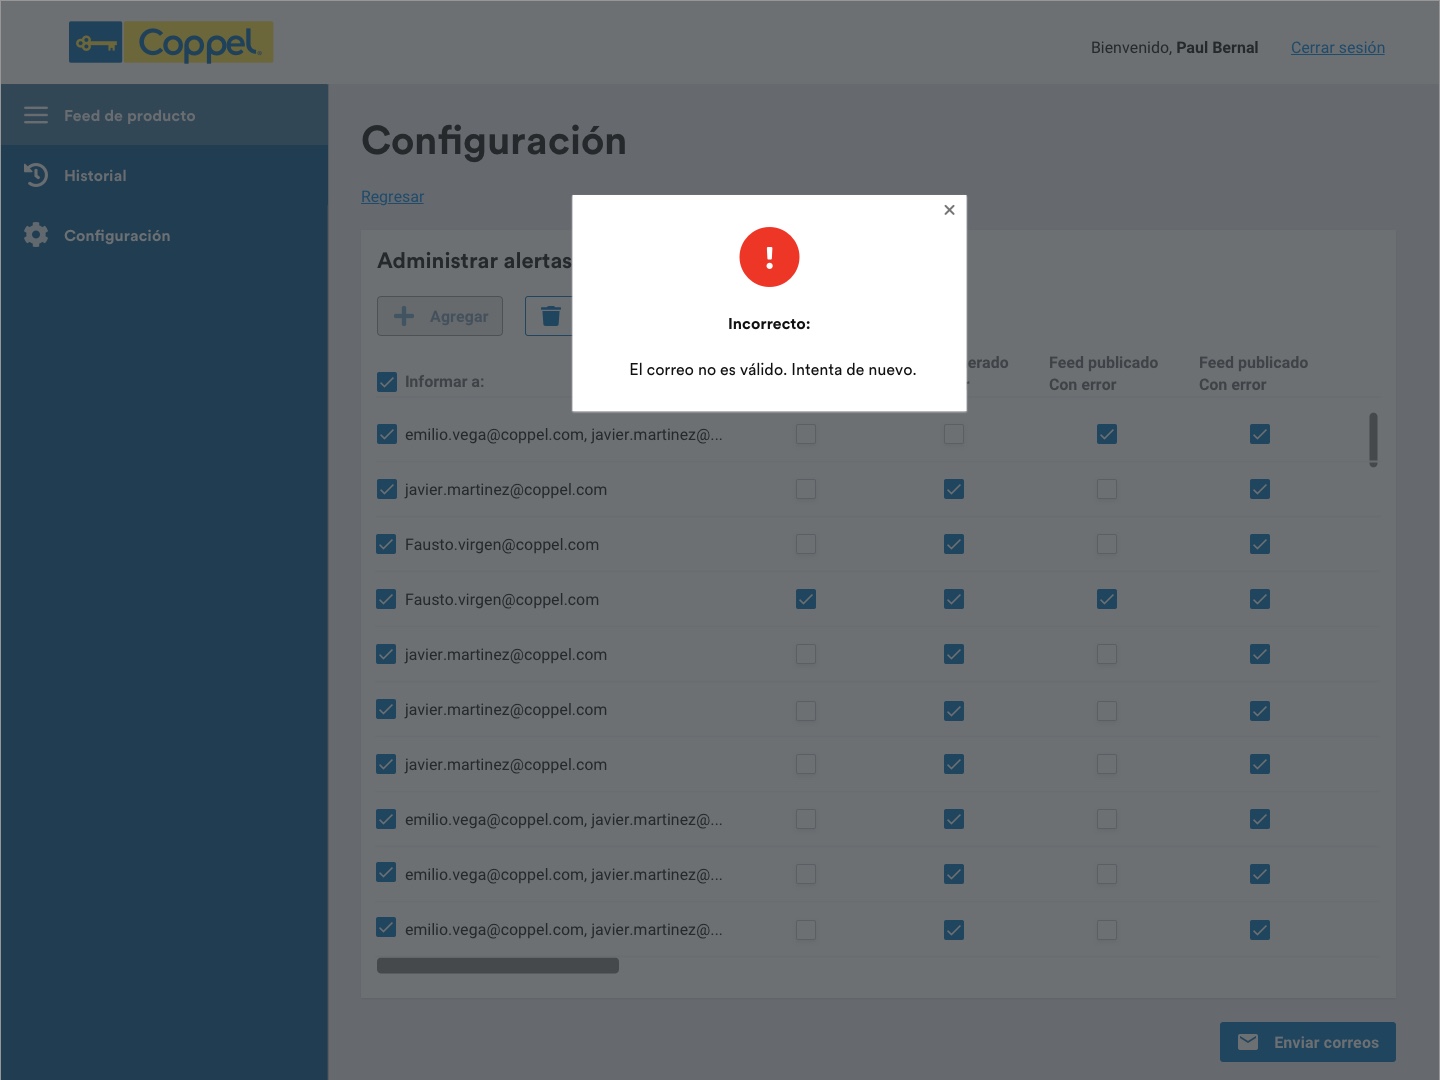 Coppel.
Bienvenido, Paul Bernal
Cerrar sesión
Feed de producto
Historial
Configuración
Configuración
Regresar
Administrar alertas
Agregar
Incorrecto:
El correo no es válido. Intenta de nuevo.
Informar a:
Feed publicado
Con error
Feed publicado
Con error
emilio.vega@coppel.com, javier.martinez@...
javier.martinez@coppel.com
Fausto.virgen@coppel.com
Fausto.virgen@coppel.com
javier.martinez@coppel.com
javier.martinez@coppel.com
javier.martinez@coppel.com
emilio.vega@coppel.com, javier.martinez@...
emilio.vega@coppel.com, javier.martinez@...
emilio.vega@coppel.com, javier.martinez@...
Enviar correos